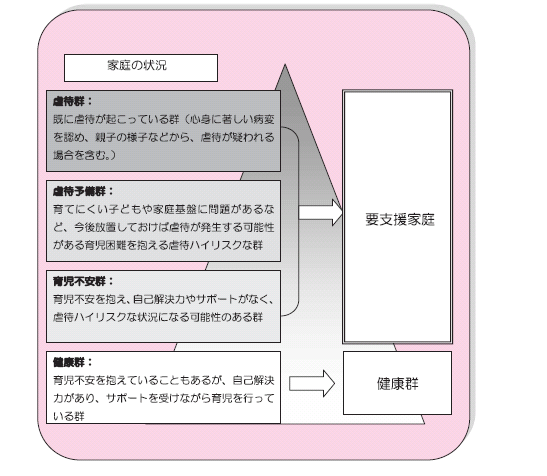 家庭の状況
虐待群：
既に虐待が起こっている群（心身に著しい病変
を認め、親子の様子などから、虐待が疑われる
場合を含む。）
虐待予備群：
育てにくい子どもや家庭基盤に問題があるな
ど、今後放置しておけば虐待が発生する可能性
がある育児困難を抱える虐待ハイリスクな群
育児不安群：
育児不安を抱え、自己解決力やサポートがなく、
虐待ハイリスクな状況になる可能性のある群
健康群：
育児不安を抱えていることもあるが、自己解決
力があり、サポートを受けながら育児を行って
いる群
要支援家庭
健康群